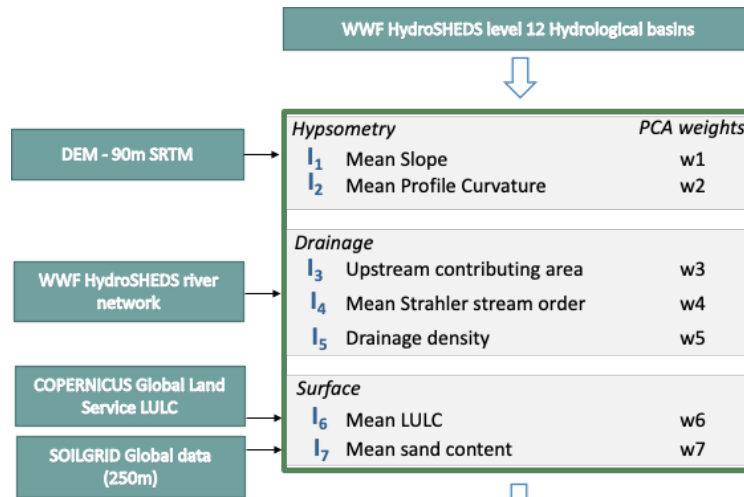 WWF HydroSHEDS level 12 Hydrological basins
DEM - 90m SRTM
Hypsometry PCA weights
I1 Mean Slope w1
I2 Mean Profile Curvature w2
WWF HydroSHEDS river
network
Drainage
I3 Upstream contributing area w3
I4 Mean Strahler stream order w4
I5 Drainage density w5
COPERNICUS Global Land
Service LULC
SOILGRID Global data
(250m)
Surface
I6 Mean LULC w6
I7 Mean sand content w7